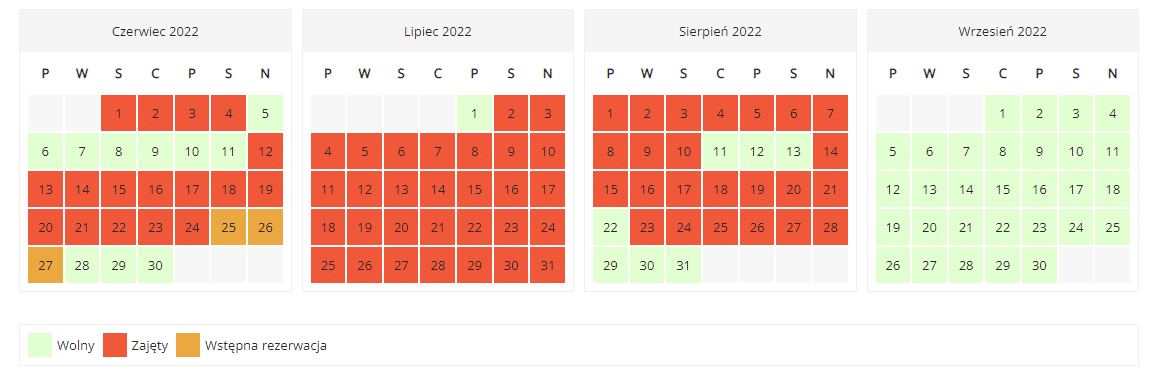 Czerwiec 2022
P W S C P S N
1 2 3 4 5
6 7 8 9 10 11 12
13 14 15 16 17 18 19
20 21 22 23 24 25 26
27 28 29 30
Lipiec 2022
P W S C P S N
1 2 3
4 5 6 7 8 9 10
11 12 13 14 15 16 17
18 19 20 21 22 23 24
25 26 27 28 29 30 31
Sierpień 2022
P W S C P S N
1 2 3 4 5 6 7
8 9 10 11 12 13 14
15 16 17 18 19 20 21
22 23 24 25 26 27 28
29 30 31
Wrzesień 2022
P W S C P S N
1 2 3 4
5 6 7 8 9 10 11
12 13 14 15 16 17 18
19 20 21 22 23 24 25
26 27 28 29 30
Wolny Zajęty Wstępna rezerwacja